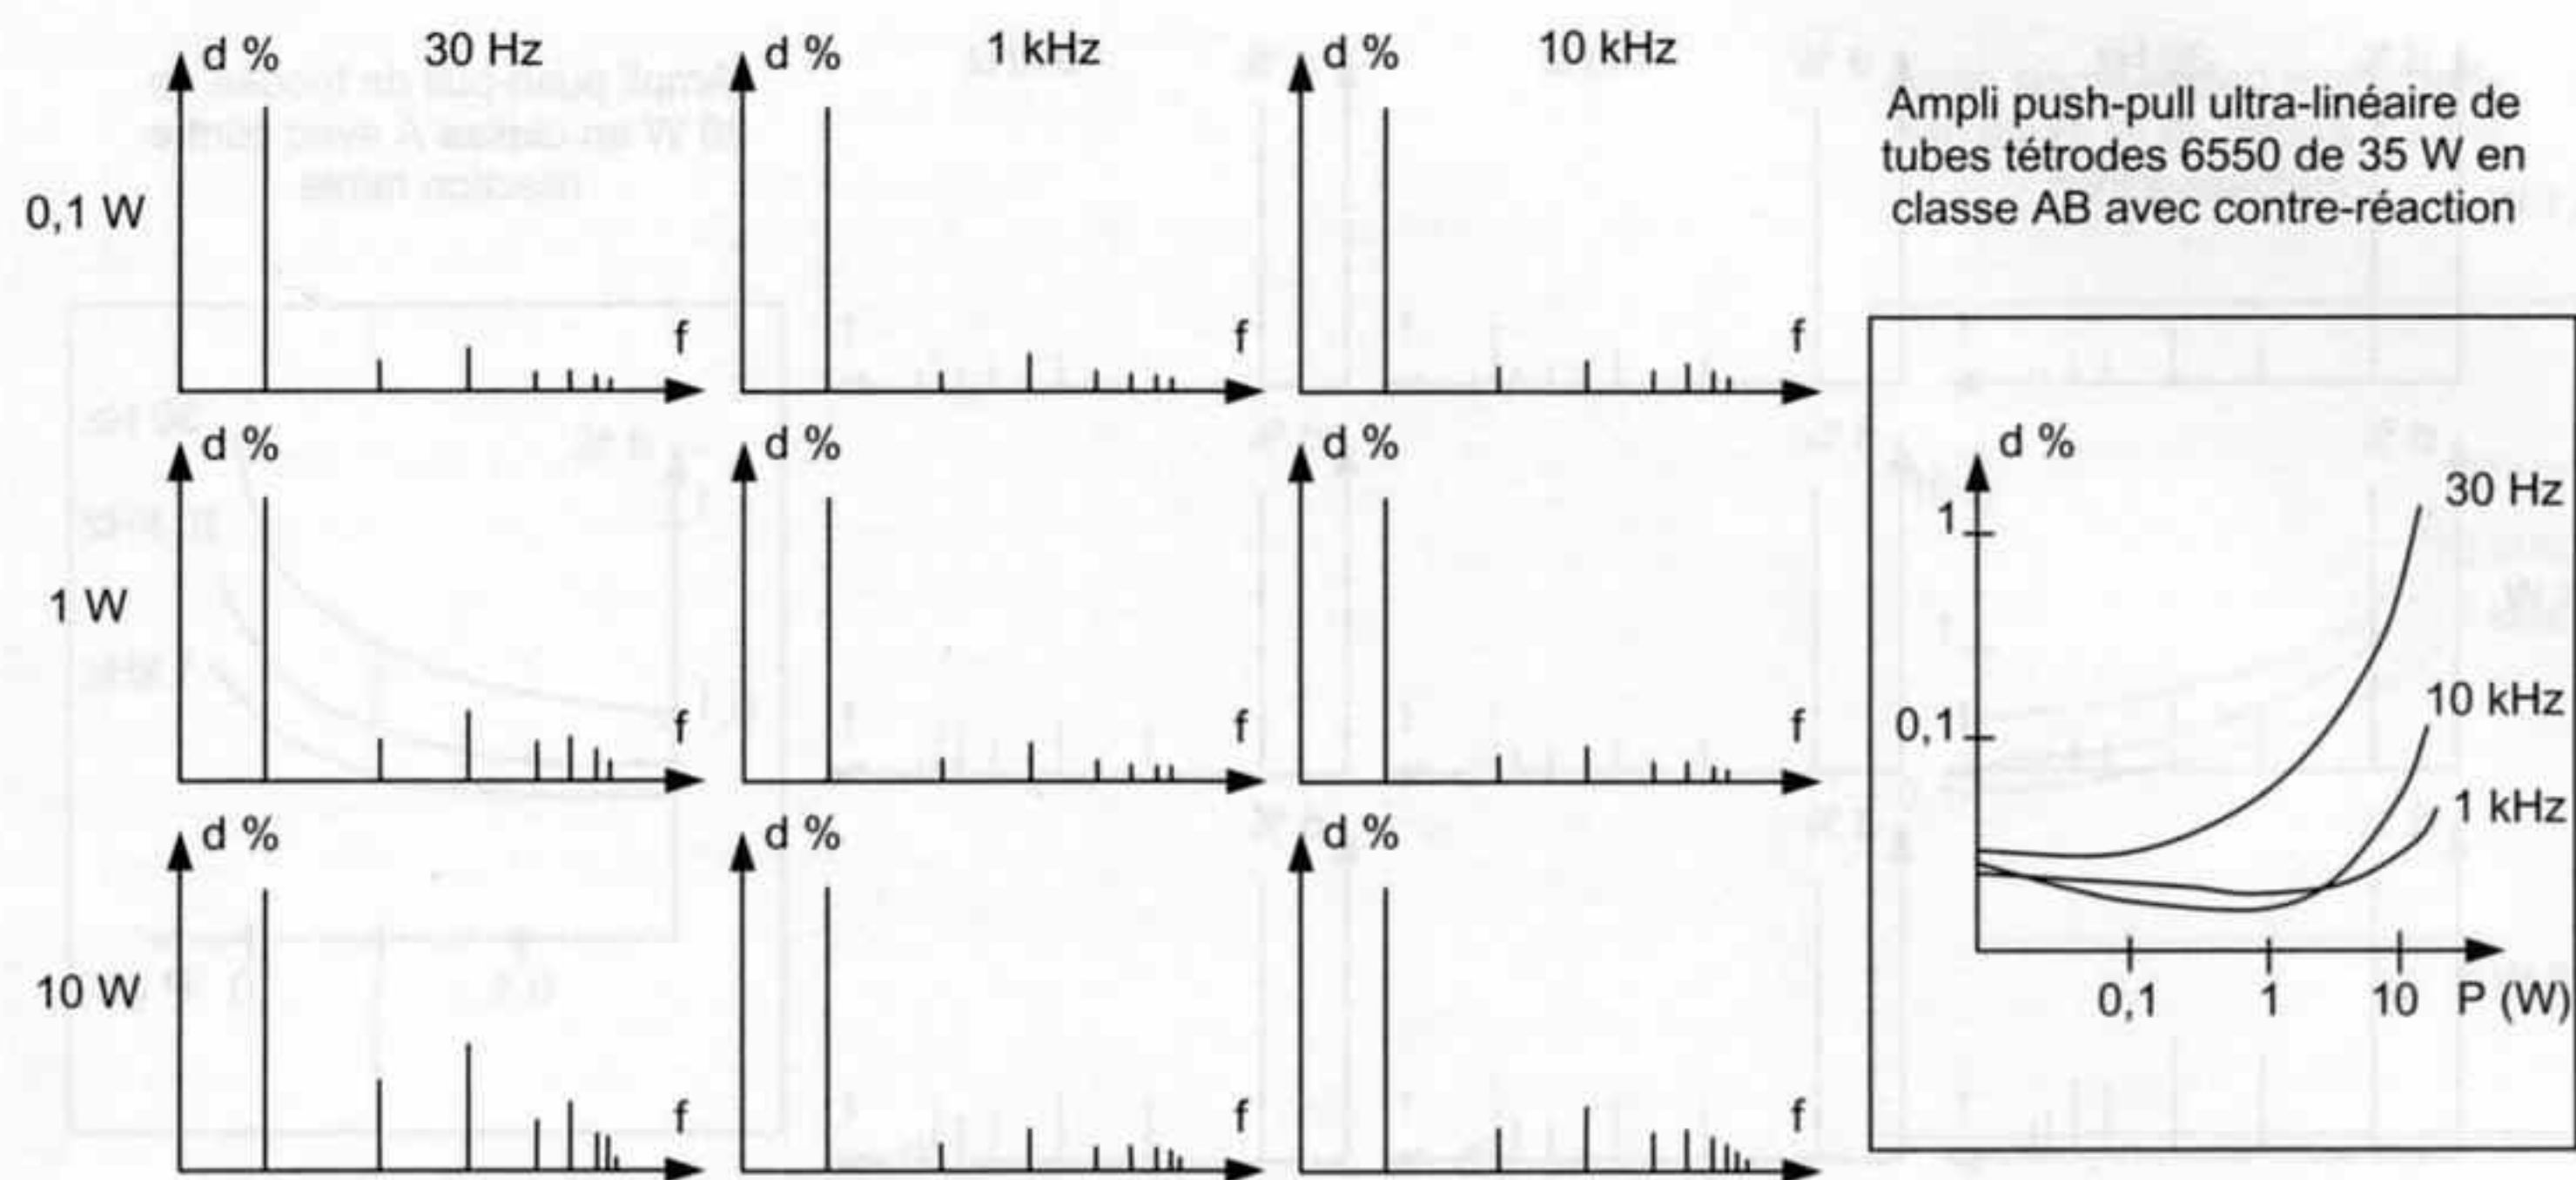 d %
30 Hz
d %
1 kHz
d %
10 kHz
Ampli push-pull ultra-linéaire de
tubes tétrodes 6550 de 35 W en
classe AB avec contre-réaction
0,1 W
f
f
f
d %
d %
d %
1 W
f
f
f
d %
d %
d %
10 W
f
f
f
d %
30 Hz
1
10 kHz
0,1
1 kHz
0,1
1
10
P (W)